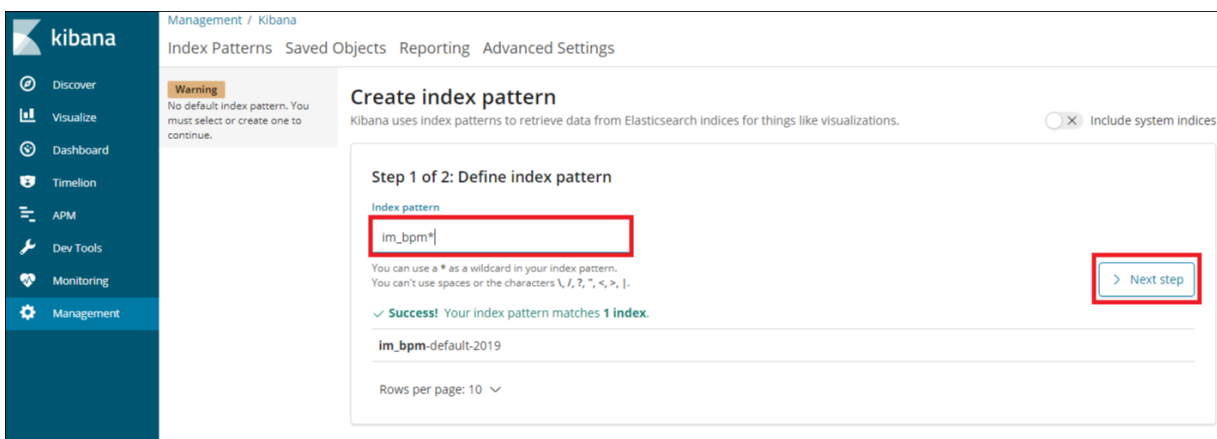 kibana
Discover
Visualize
Dashboard
Timelion
APM
Dev Tools
Monitoring
Management
Management / Kibana
Index Patterns Saved Objects Reporting Advanced Settings
Warning
No default index pattern. You
must select or create one to
continue.
Create index pattern
Kibana uses index patterns to retrieve data from Elasticsearch indices for things like visualizations.
Include system indices
Step 1 of 2: Define index pattern
Index pattern
im_bpm*
You can use a * as a wildcard in your index pattern.
You can't use spaces or the characters \, /, ?, ", <, >, |.
Next step
Success! Your index pattern matches 1 index.
im_bpm-default-2019
Rows per page: 10